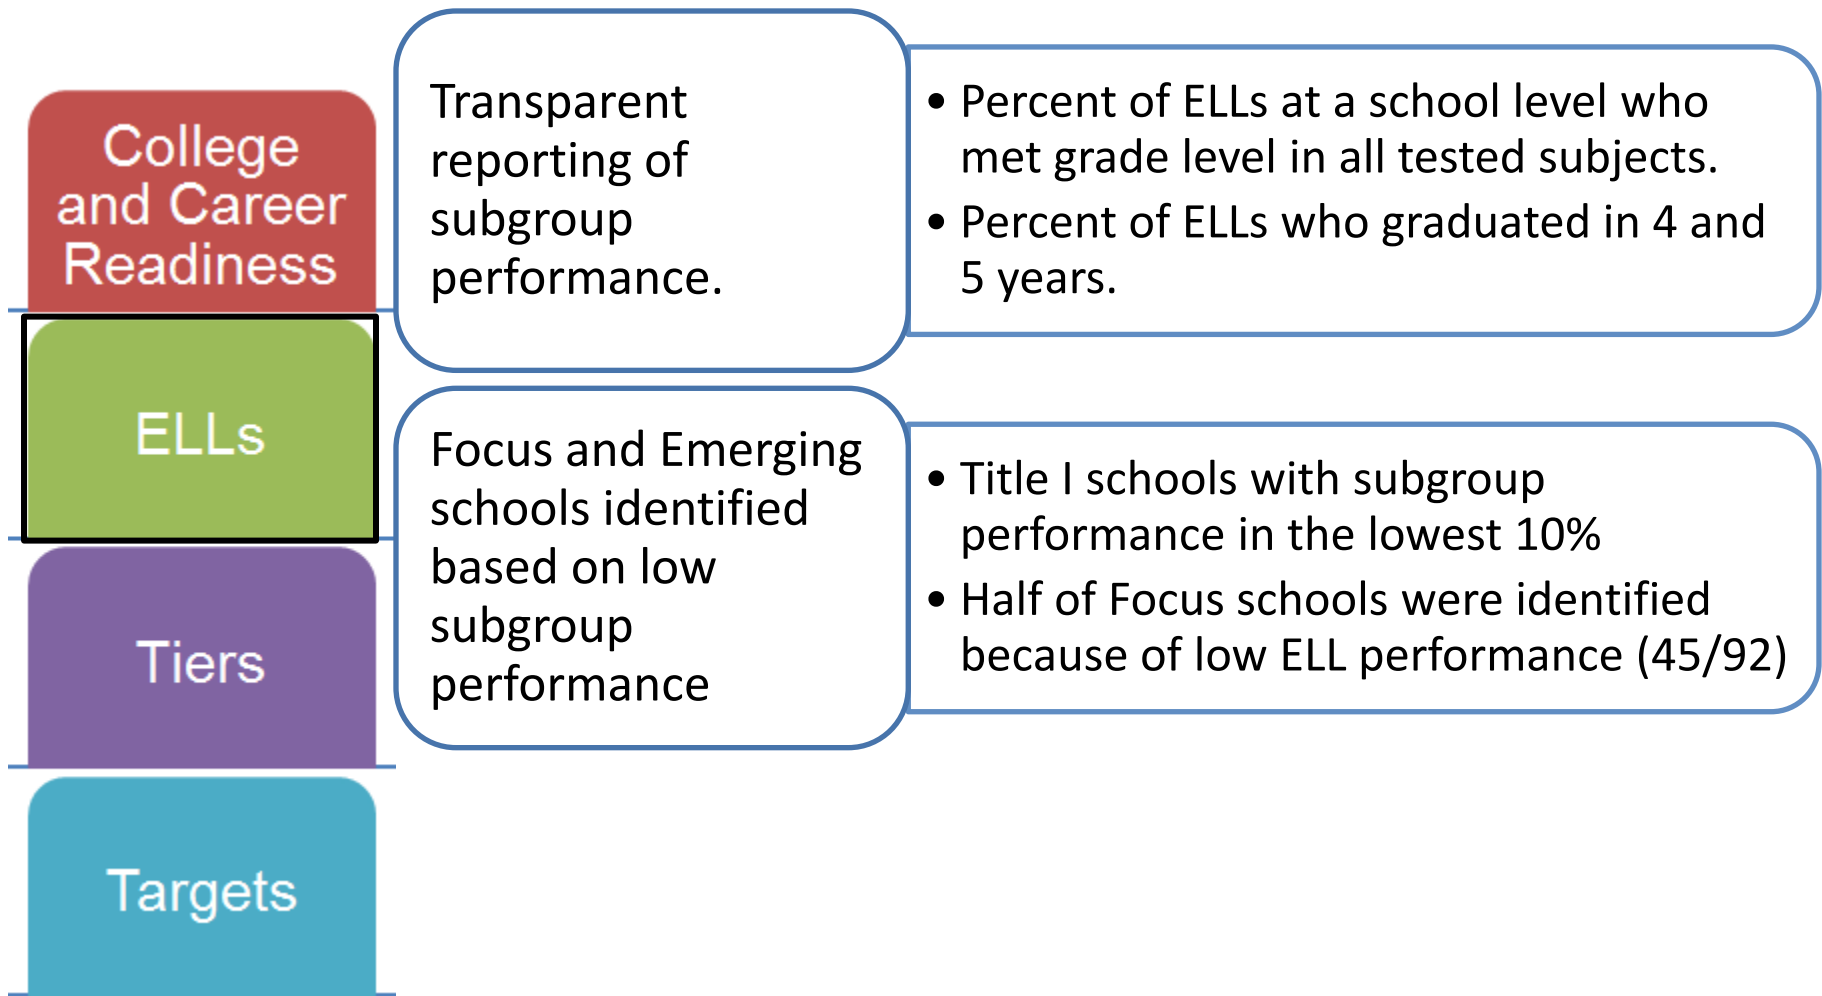 College
and Career
Readiness
ELLs
Tiers
Targets
Transparent
reporting of
subgroup
performance.
• Percent of ELLs at a school level who
met grade level in all tested subjects.
• Percent of ELLs who graduated in 4 and
5 years.
Focus and Emerging
schools identified
based on low
subgroup
performance
• Title I schools with subgroup
performance in the lowest 10%
• Half of Focus schools were identified
because of low ELL performance (45/92)